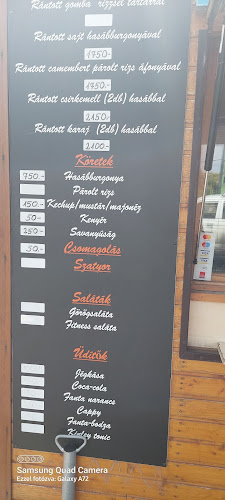 Rántott gomba rizzsel tartárral
Rántott sajt hasábburgonyával
1750.-
Rántott camembert párolt rizs áfonyával
1750.-
Rántott csirkemell (2db) hasábbal
2150.-
Rántott karaj (2db) hasábbal
2100.-
Köretek
750.- Hasábburgonya
Párolt rizs
150.- Kechup/mustár/majonéz
50.- Kenyér
250.- Savanyúság
50.- Csomagolás
Szatyor
Saláták
Görögsaláta
Fitness saláta
Üdítők
Jégkása
Coca-cola
Fanta narancs
Cappy
Fanta-bodza
Kinley tonic
Samsung Quad Camera
Ezzel fotózva: Galaxy A72